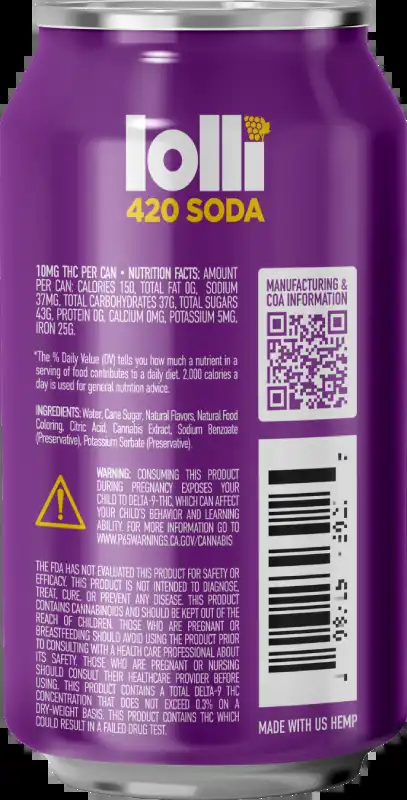 lolli
420 SODA
10MG THC PER CAN • NUTRITION FACTS: AMOUNT
PER CAN: CALORIES 150, TOTAL FAT 0G, SODIUM
37MG, TOTAL CARBOHYDRATES 37G, TOTAL SUGARS
43G, PROTEIN 0G, CALCIUM 0MG, POTASSIUM 5MG,
IRON 25G.
*The % Daily Value (DV) tells you how much a nutrient in a
serving of food contributes to a daily diet. 2,000 calories a
day is used for general nutrition advice.
INGREDIENTS: Water, Cane Sugar, Natural Flavors, Natural Food
Coloring, Citric Acid, Cannabis Extract, Sodium Benzoate
(Preservative), Potassium Sorbate (Preservative).
WARNING: CONSUMING THIS PRODUCT
DURING PREGNANCY EXPOSES YOUR
CHILD TO DELTA-9-THC, WHICH CAN AFFECT
YOUR CHILD'S BEHAVIOR AND LEARNING
ABILITY. FOR MORE INFORMATION GO TO
WWW.P65WARNINGS.CA.GOV/CANNABIS
THE FDA HAS NOT EVALUATED THIS PRODUCT FOR SAFETY OR
EFFICACY. THIS PRODUCT IS NOT INTENDED TO DIAGNOSE,
TREAT, CURE, OR PREVENT ANY DISEASE. THIS PRODUCT
CONTAINS CANNABINOIDS AND SHOULD BE KEPT OUT OF THE
REACH OF CHILDREN. THOSE WHO ARE PREGNANT OR
BREASTFEEDING SHOULD AVOID USING THE PRODUCT PRIOR
TO CONSULTING WITH A HEALTH CARE PROFESSIONAL ABOUT
ITS SAFETY. THOSE WHO ARE PREGNANT OR NURSING
SHOULD CONSULT THEIR HEALTHCARE PROVIDER BEFORE
USING. THIS PRODUCT CONTAINS A TOTAL DELTA-9 THC
CONCENTRATION THAT DOES NOT EXCEED 0.3% ON A
DRY-WEIGHT BASIS. THIS PRODUCT CONTAINS THC WHICH
COULD RESULT IN A FAILED DRUG TEST.
MANUFACTURING &
COA INFORMATION
MADE WITH US HEMP